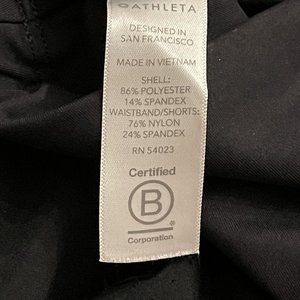 ATHLETA
DESIGNED IN
SAN FRANCISCO
MADE IN VIETNAM
SHELL:
86% POLYESTER
14% SPANDEX
WAISTBAND/SHORTS:
76% NYLON
24% SPANDEX
RN 54023
Certified
B
®
Corporation